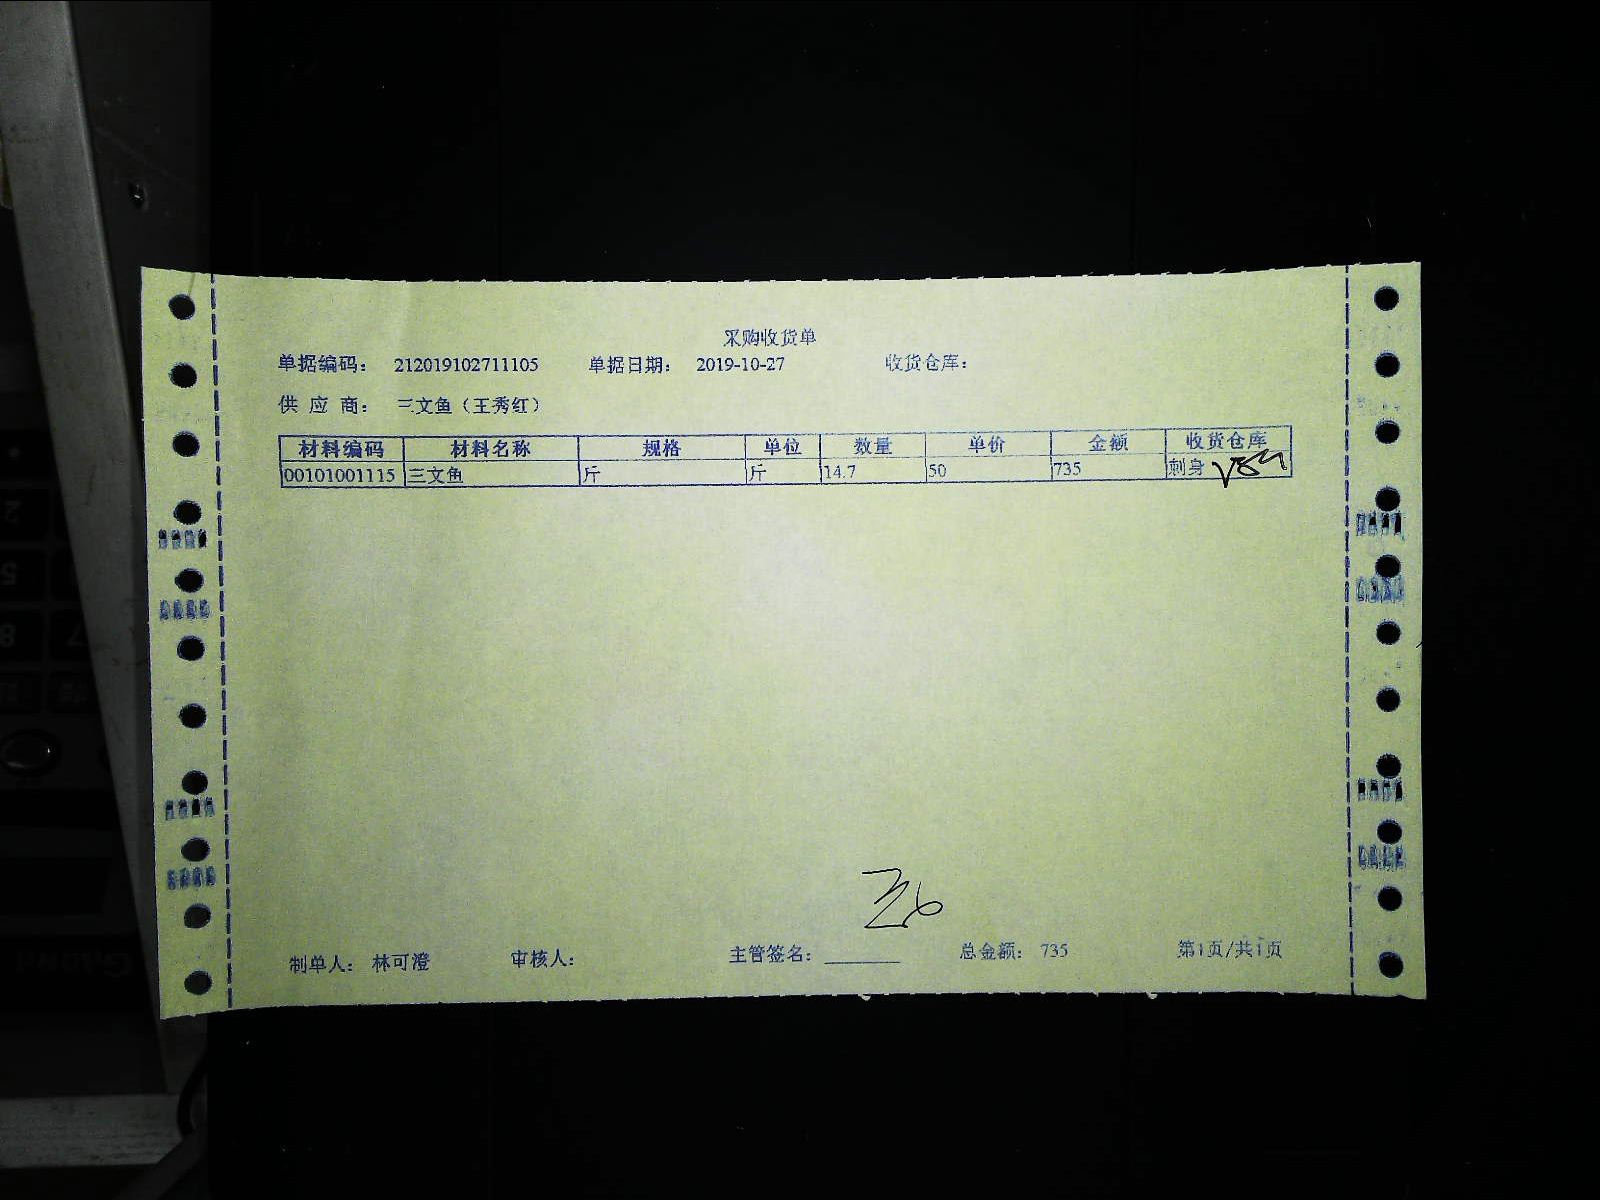 采购收货单
单据编码： 212019102711105 单据日期： 2019-10-27 收货仓库：
供 应 商： 三文鱼（王秀红）
材料编码 材料名称 规格 单位 数量 单价 金额 收货仓库
00101001115 三文鱼 斤 斤 14.7 50 735 刺身
制单人： 林可澄 审核人： 主管签名： 总金额： 735 第1页/共1页